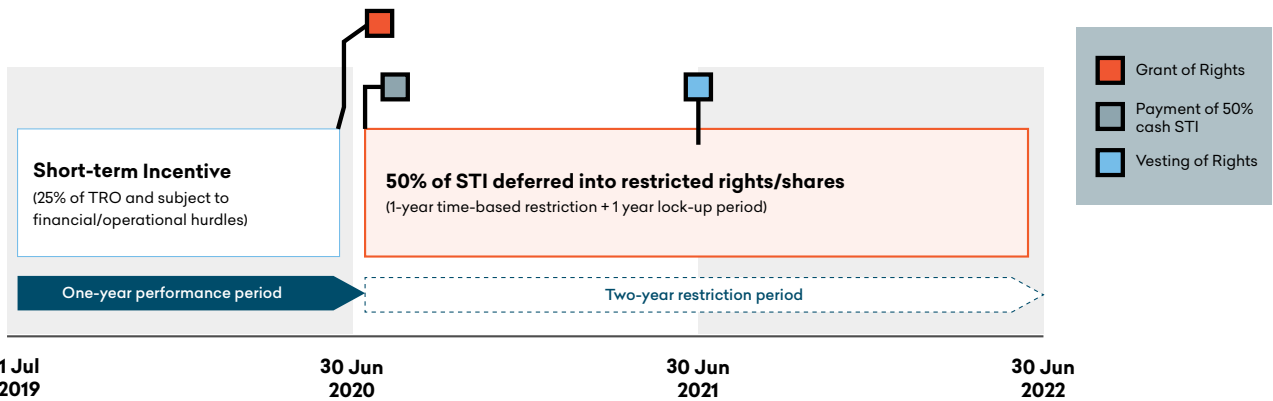 Grant of Rights
Payment of 50%
cash STI
Vesting of Rights
Short-term Incentive
(25% of TRO and subject to
financial/operational hurdles)
50% of STI deferred into restricted rights/shares
(1-year time-based restriction + 1 year lock-up period)
One-year performance period
Two-year restriction period
1 Jul
2019
30 Jun
2020
30 Jun
2021
30 Jun
2022